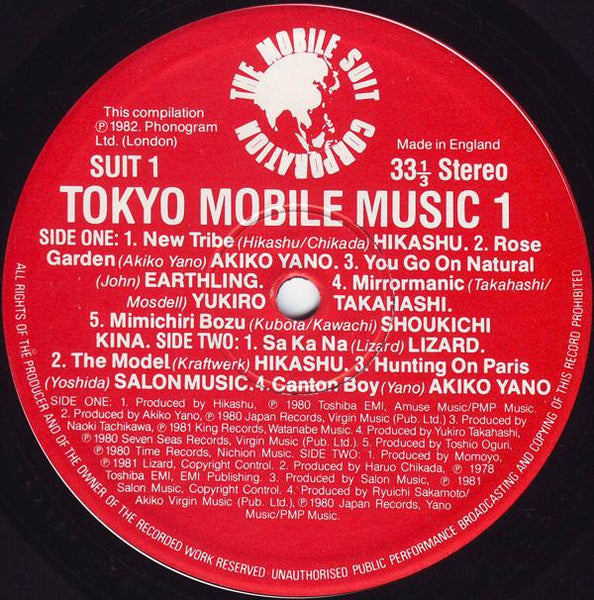 THE MOBILE SUIT
CORPORATION
This compilation
℗1982. Phonogram
Ltd. (London)
Made in England
SUIT 1
33 1/3 Stereo
TOKYO MOBILE MUSIC 1
SIDE ONE: 1. New Tribe (Hikashu/Chikada) HIKASHU. 2. Rose
Garden (Akiko Yano) AKIKO YANO. 3. You Go On Natural
(John) EARTHLING. 4. Mirrormanic (Takahashi/
Mosdell) YUKIRO TAKAHASHI.
5. Mimichiri Bozu (Kubota/Kawachi) SHOUKICHI
KINA. SIDE TWO: 1. Sa Ka Na (Lizard) LIZARD.
2. The Model (Kraftwerk) HIKASHU. 3. Hunting On Paris
(Yoshida) SALON MUSIC. 4. Canton Boy (Yano) AKIKO YANO
SIDE ONE: 1. Produced by Hikashu, ℗ 1980 Toshiba EMI, Amuse Music/PMP Music.
2. Produced by Akiko Yano, ℗ 1980 Japan Records, Virgin Music (Pub. Ltd.) 3. Produced by
Naoki Tachikawa, ℗ 1981 King Records, Watanabe Music. 4. Produced by Yukiro Takahashi,
℗ 1980 Seven Seas Records, Virgin Music (Pub. Ltd.). 5. Produced by Toshio Oguri,
℗ 1980 Time Records, Nichion Music. SIDE TWO: 1. Produced by Momoyo,
℗ 1981 Lizard, Copyright Control. 2. Produced by Haruo Chikada, ℗ 1978
Toshiba EMI, EMI Publishing. 3. Produced by Salon Music, ℗ 1981
Salon Music, Copyright Control. 4. Produced by Ryuichi Sakamoto/
Akiko Yano, Virgin Music (Pub Ltd.), ℗ 1980 Japan Records, Yano
Music/PMP Music.
ALL RIGHTS OF THE PRODUCER AND OF THE OWNER OF THE RECORDED WORK RESERVED · UNAUTHORISED PUBLIC PERFORMANCE BROADCASTING AND COPYING OF THIS RECORD PROHIBITED